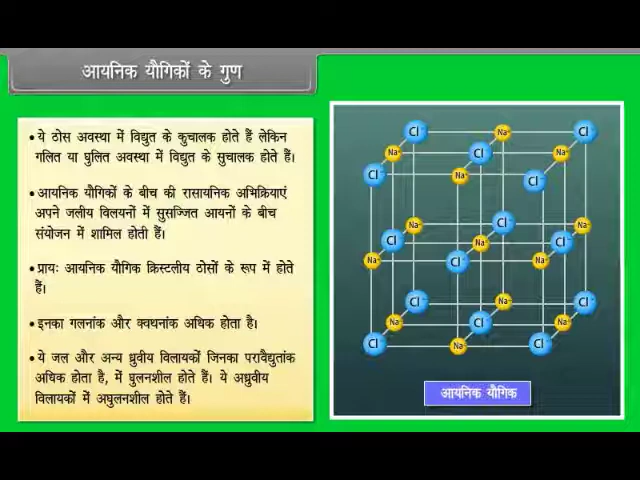 आयनिक यौगिकों के गुण
• ये ठोस अवस्था में विद्युत के कुचालक होते हैं लेकिन
गलित या घुलित अवस्था में विद्युत के सुचालक होते हैं।
• आयनिक यौगिकों के बीच की रासायनिक अभिक्रियाएं
अपने जलीय विलयनों में सुसज्जित आयनों के बीच
संयोजन में शामिल होती हैं।
• प्रायः आयनिक यौगिक क्रिस्टलीय ठोसों के रूप में होते
हैं।
• इनका गलनांक और क्वथनांक अधिक होता है।
• ये जल और अन्य ध्रुवीय विलायकों जिनका परावैद्युतांक
अधिक होता है, में घुलनशील होते हैं। ये अध्रुवीय
विलायकों में अघुलनशील होते हैं।
Cl⁻ Na⁺ Cl⁻
Na⁺ Cl⁻ Na⁺
Cl⁻ Na⁺ Cl⁻
Na⁺ Cl⁻ Na⁺
Cl⁻ Na⁺ Cl⁻
Na⁺ Cl⁻ Na⁺
Cl⁻ Na⁺ Cl⁻
Na⁺ Cl⁻ Na⁺
Cl⁻ Na⁺ Cl⁻
आयनिक यौगिक